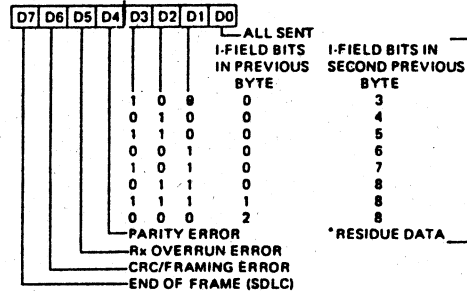 D7 D6 D5 D4 D3 D2 D1 D0
ALL SENT
I-FIELD BITS I-FIELD BITS IN
IN PREVIOUS SECOND PREVIOUS
BYTE BYTE
1 0 0 0 3
0 1 0 0 4
1 1 0 0 5
0 0 1 0 6
1 0 1 0 7
0 1 1 0 8
1 1 1 1 8
0 0 0 2 8
PARITY ERROR *RESIDUE DATA
Rx OVERRUN ERROR
CRC/FRAMING ERROR
END OF FRAME (SDLC)